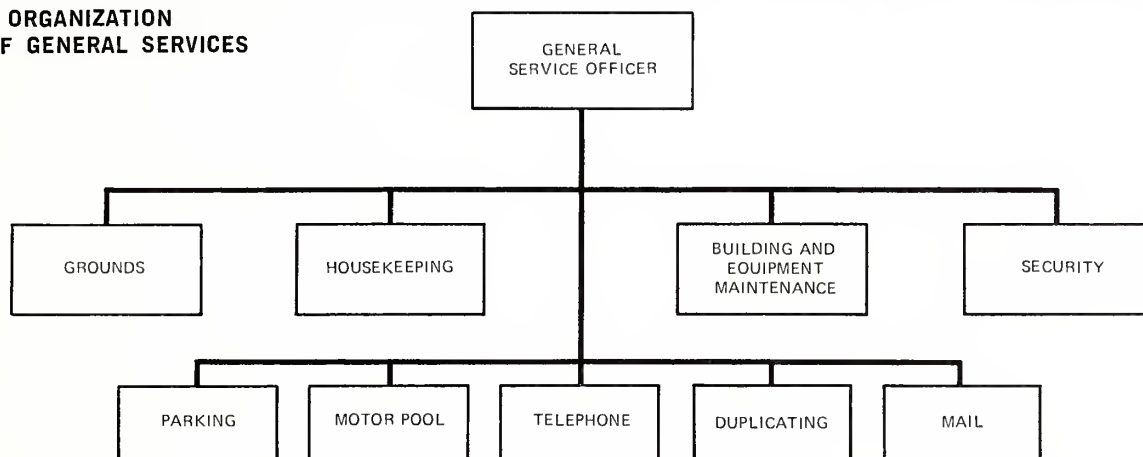 ORGANIZATION
F GENERAL SERVICES
GENERAL
SERVICE OFFICER
GROUNDS
HOUSEKEEPING
BUILDING AND
EQUIPMENT
MAINTENANCE
SECURITY
PARKING
MOTOR POOL
TELEPHONE
DUPLICATING
MAIL